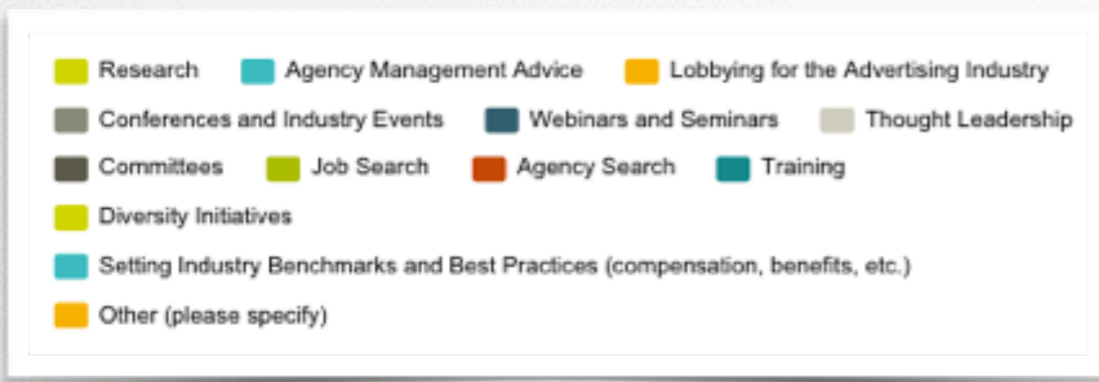 Research Agency Management Advice Lobbying for the Advertising Industry
Conferences and Industry Events Webinars and Seminars Thought Leadership
Committees Job Search Agency Search Training
Diversity Initiatives
Setting Industry Benchmarks and Best Practices (compensation, benefits, etc.)
Other (please specify)